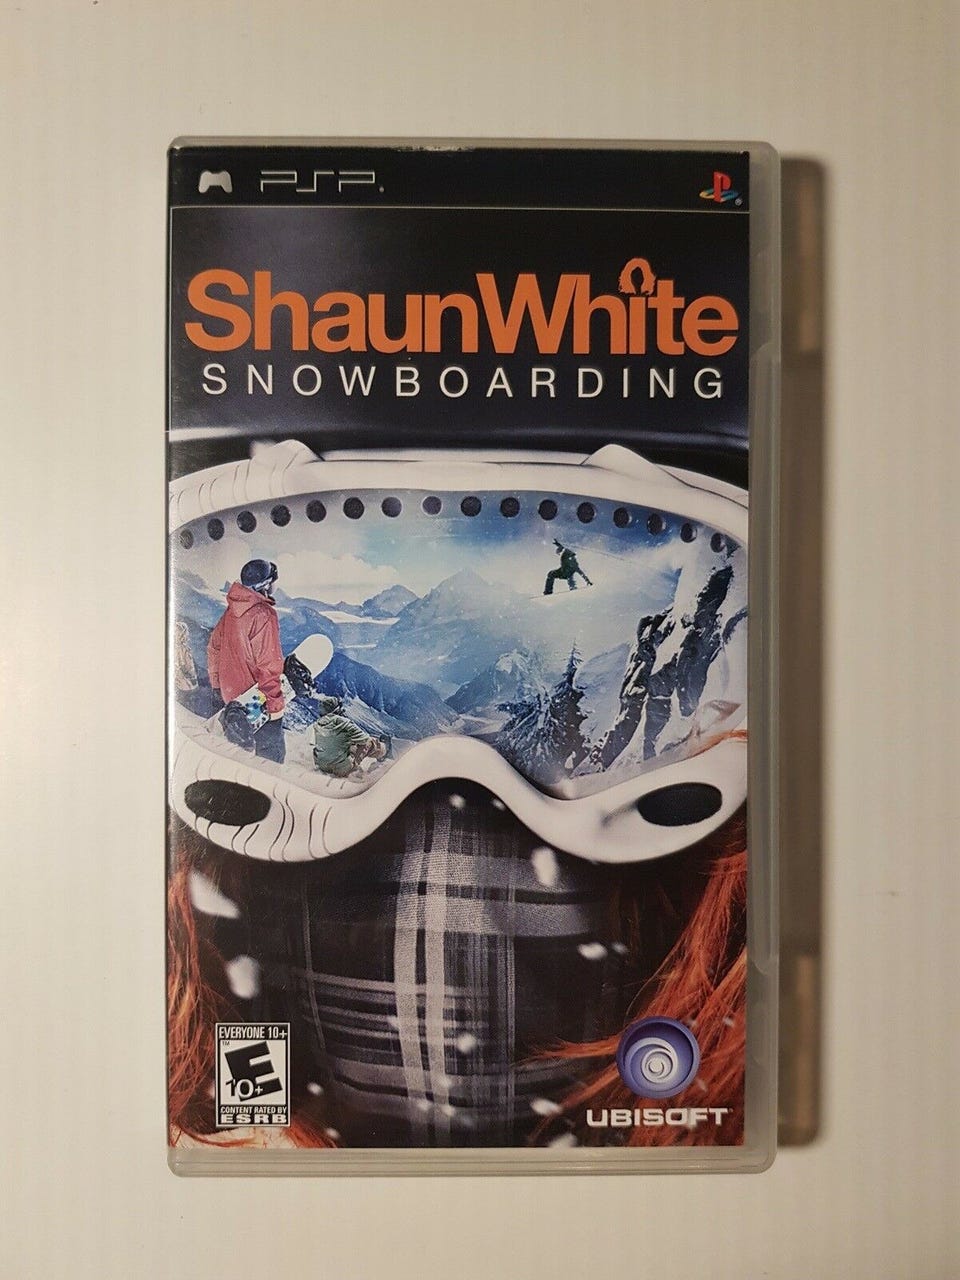 PSP
ShaunWhite
SNOWBOARDING
EVERYONE 10+
E
10+
CONTENT RATED BY
ESRB
UBISOFT